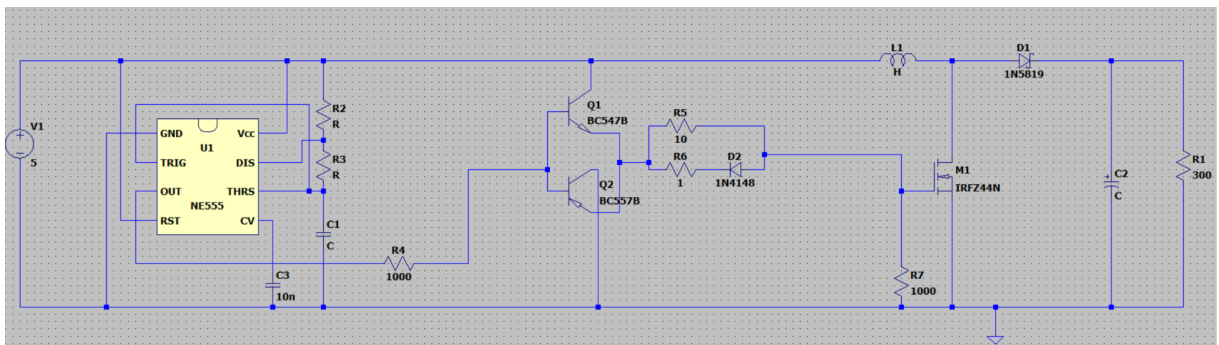 V1
5
GND
Vcc
U1
TRIG
DIS
OUT
THRS
NE555
RST
CV
R2
R
R3
R
C1
C
C3
10n
R4
1000
Q1
BC547B
Q2
BC557B
R5
10
R6
1
D2
1N4148
L1
H
D1
1N5819
M1
IRFZ44N
R7
1000
C2
C
R1
300